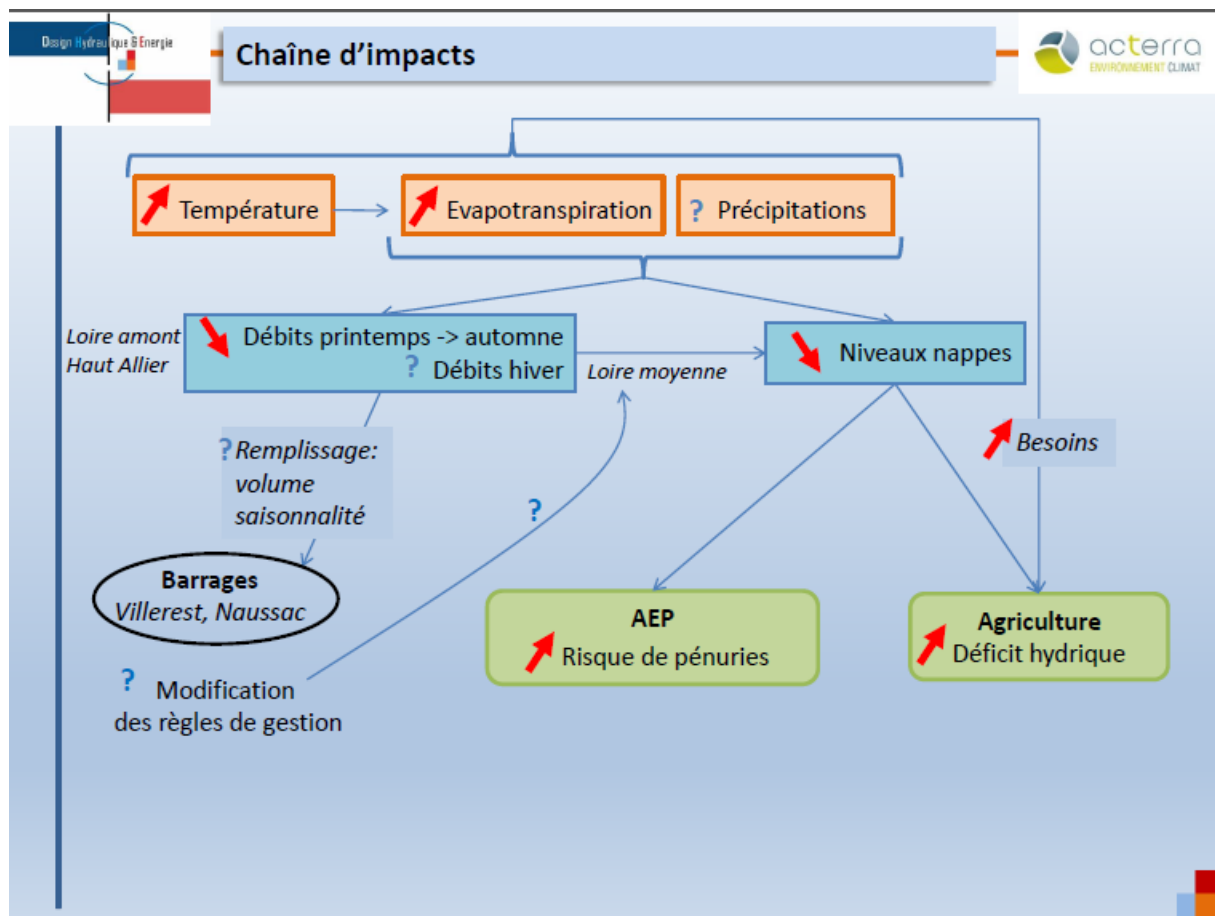 Design Hydraulique & Energie
Chaîne d'impacts
acterra
ENVIRONNEMENT CLIMAT
Température
Evapotranspiration
? Précipitations
Loire amont
Haut Allier
Débits printemps -> automne
? Débits hiver
Loire moyenne
Niveaux nappes
? Remplissage:
volume
saisonnalité
Besoins
?
Barrages
Villerest, Naussac
AEP
Risque de pénuries
Agriculture
Déficit hydrique
? Modification
des règles de gestion